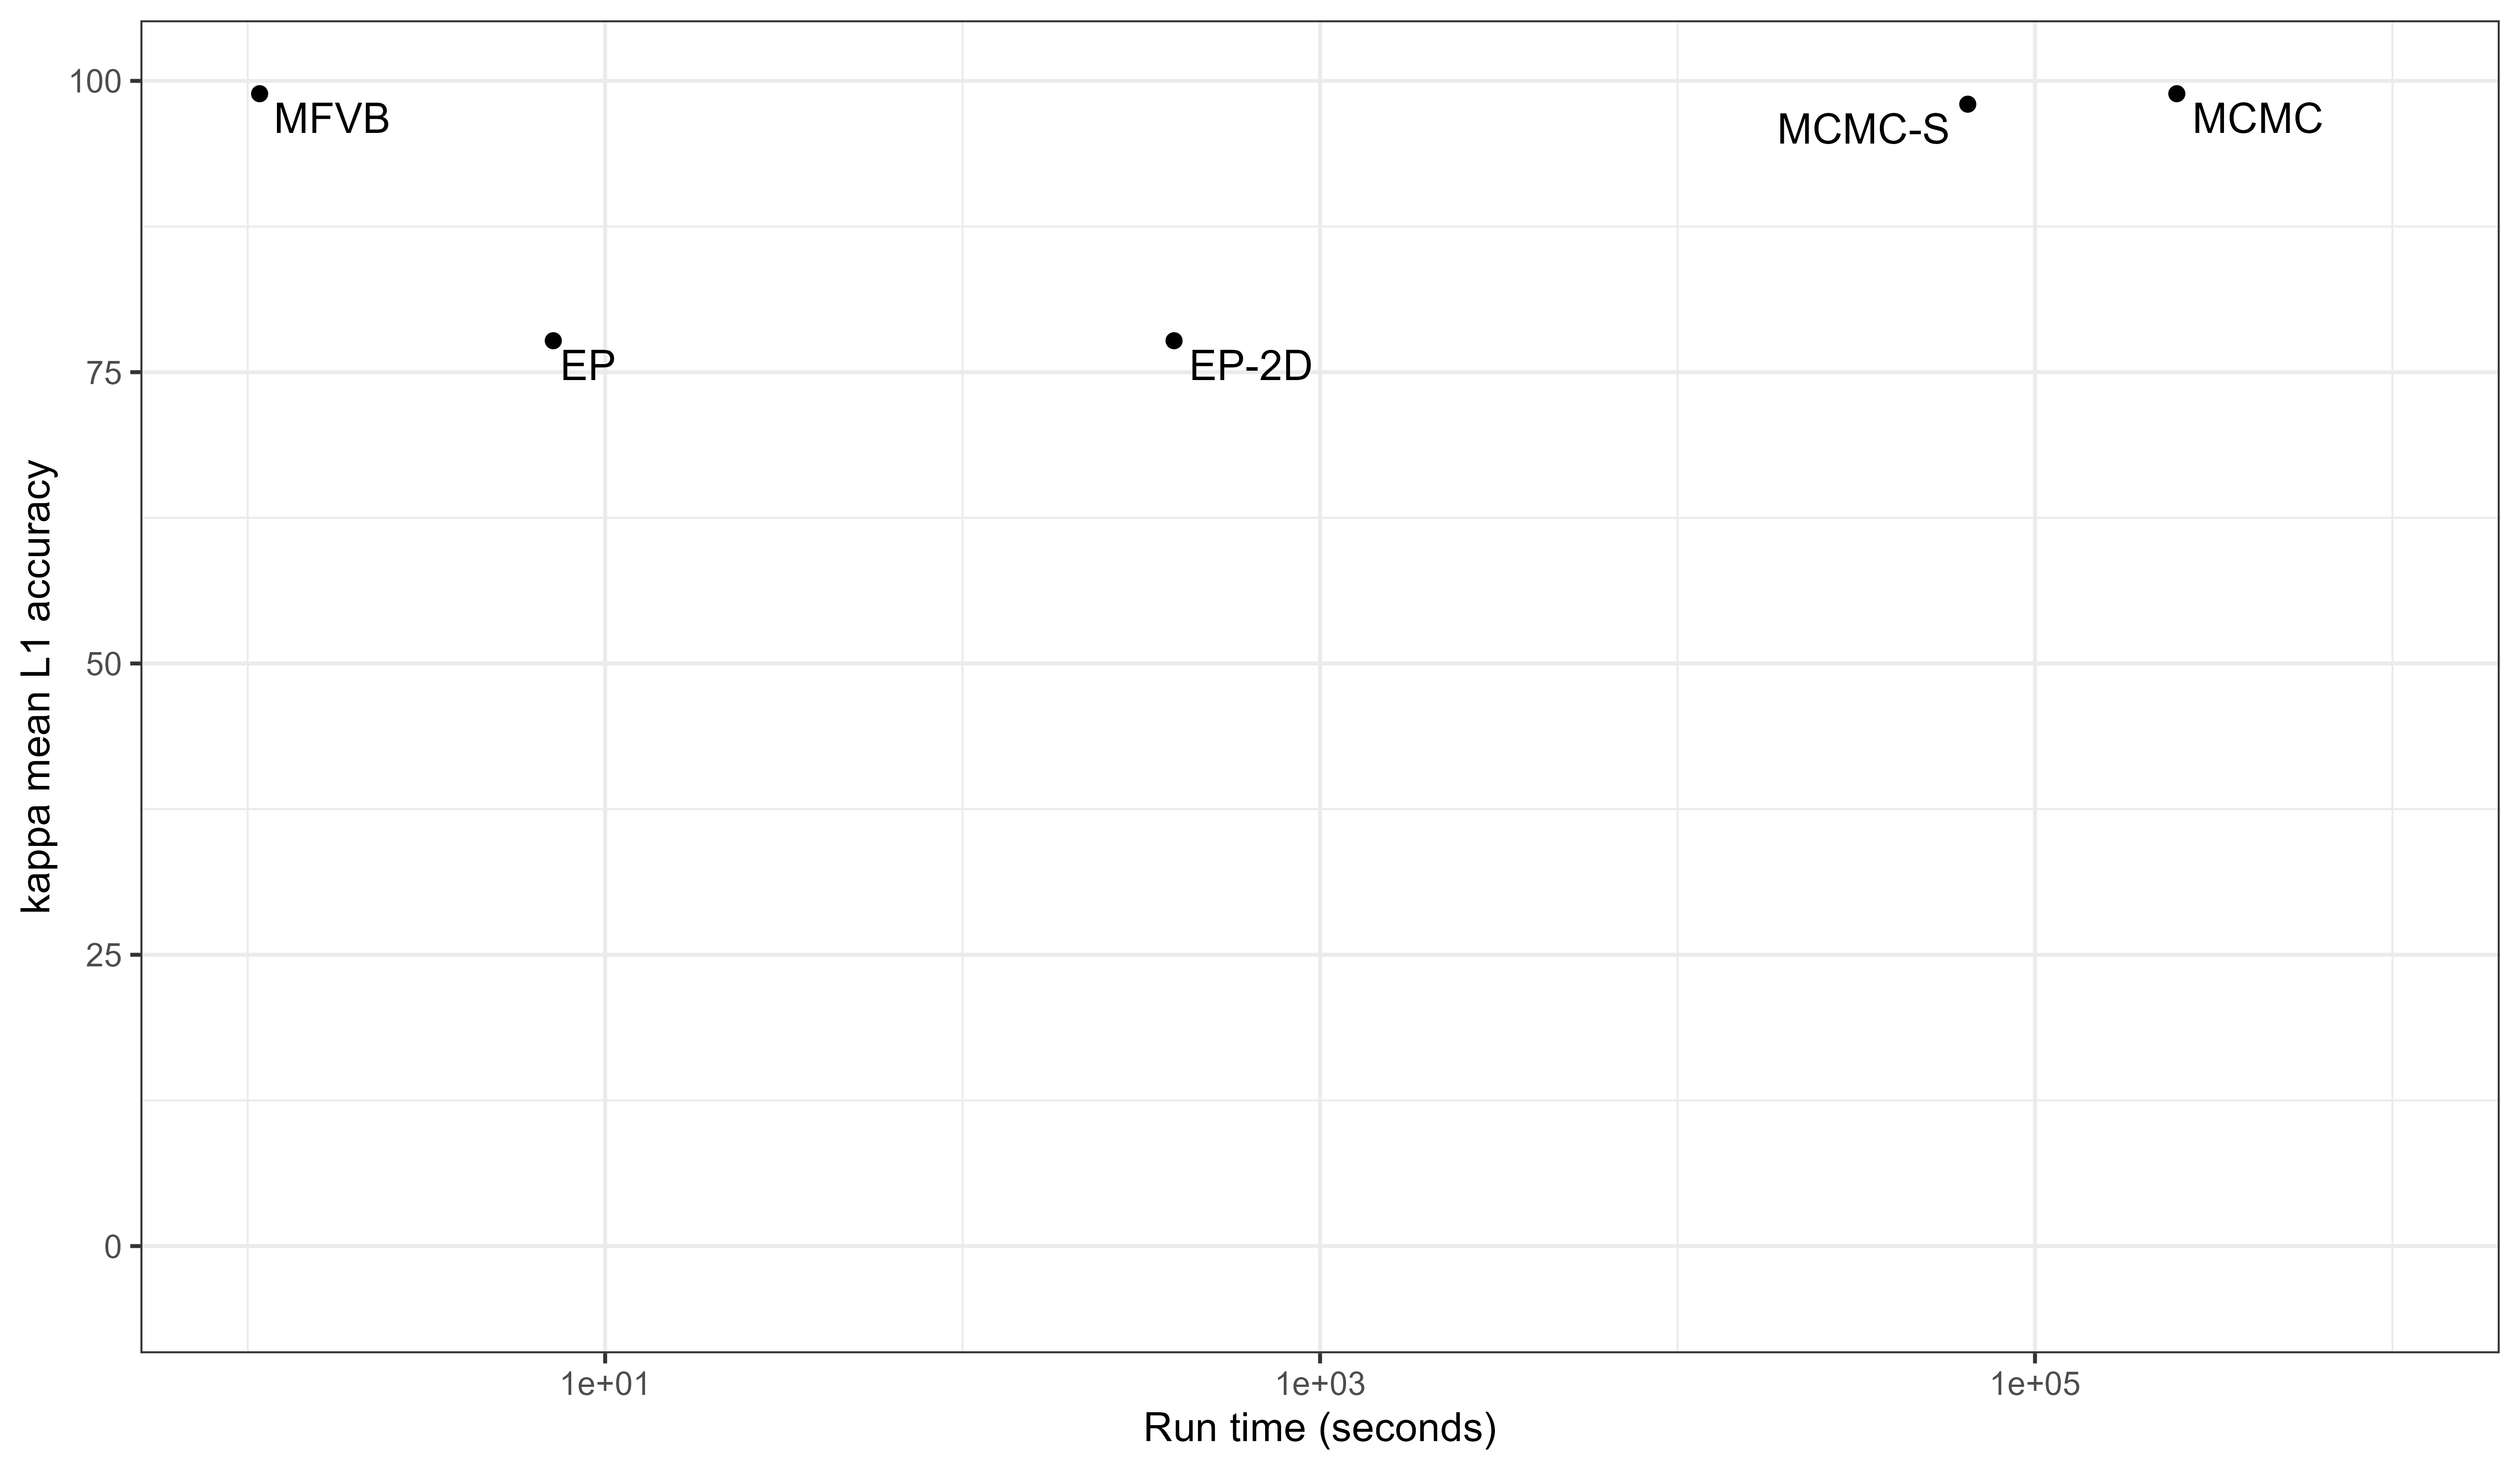 100
75
50
25
0
kappa mean L1 accuracy
MFVB
MCMC-S
MCMC
EP
EP-2D
1e+01
1e+03
1e+05
Run time (seconds)